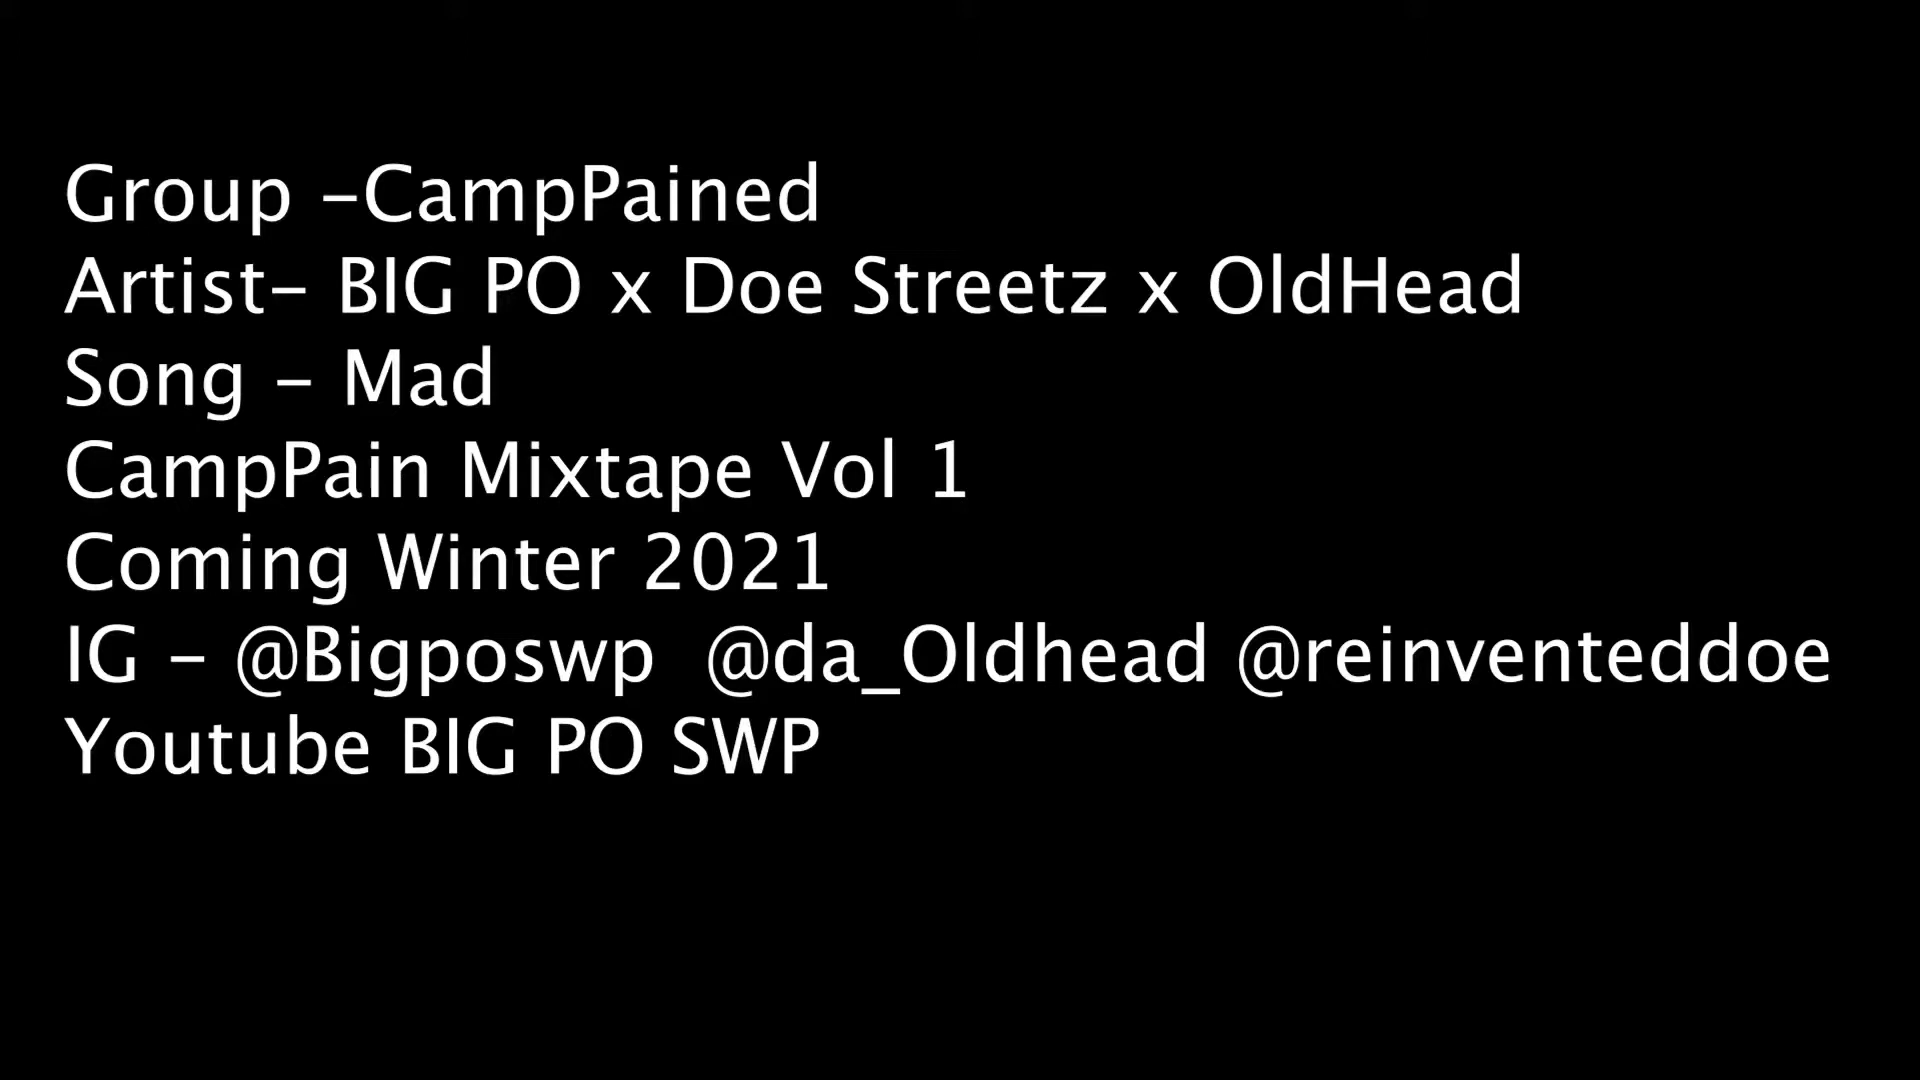 Group -CampPained
Artist- BIG PO x Doe Streetz x OldHead
Song - Mad
CampPain Mixtape Vol 1
Coming Winter 2021
IG - @Bigposwp  @da_Oldhead @reinventeddoe
Youtube BIG PO SWP